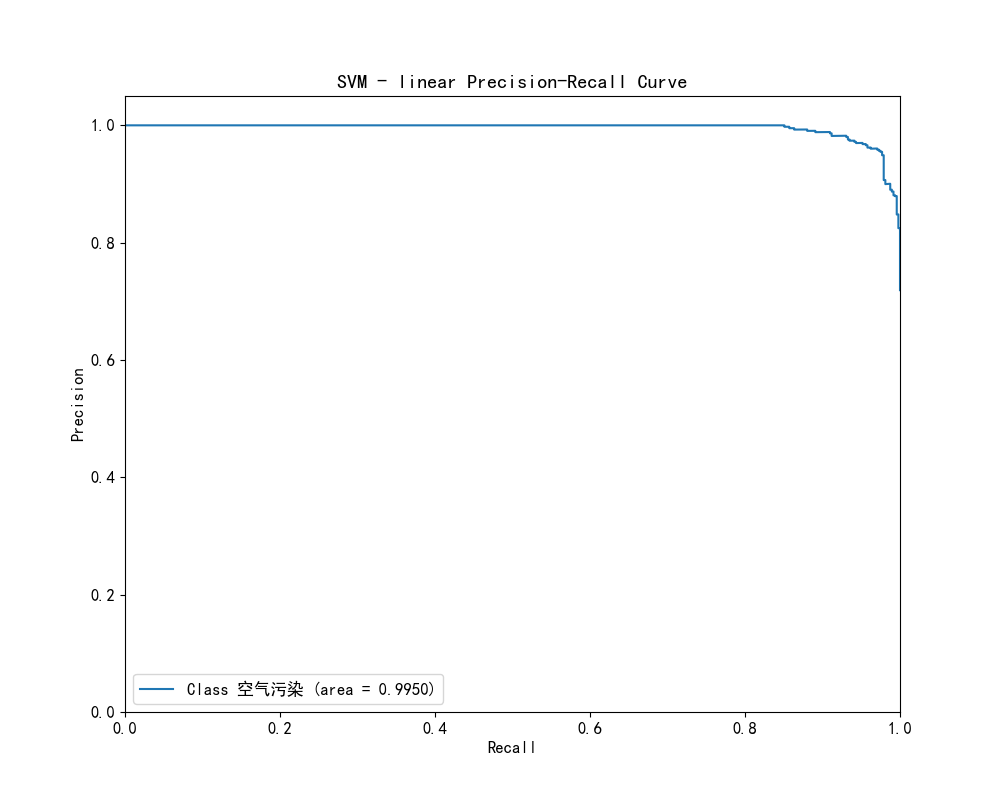 SVM - linear Precision-Recall Curve
1.0
0.8
0.6
0.4
0.2
0.0
Precision
Class 空气污染 (area = 0.9950)
0.0 0.2 0.4 0.6 0.8 1.0
Recall